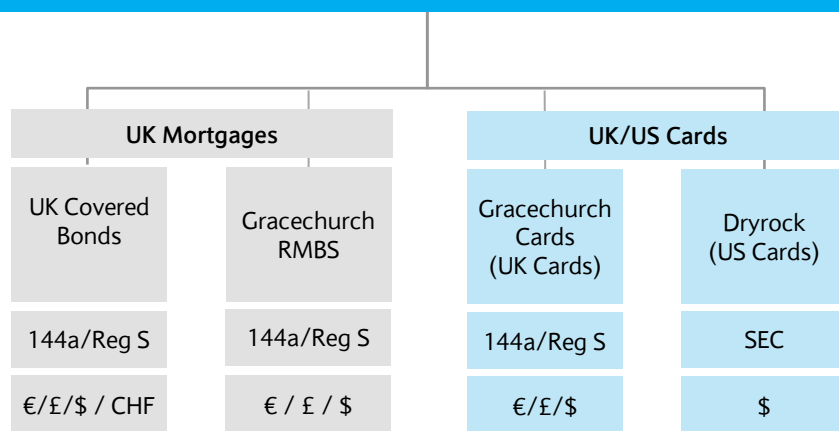 UK Mortgages
UK/US Cards
UK Covered
Bonds
Gracechurch
RMBS
Gracechurch
Cards
(UK Cards)
Dryrock
(US Cards)
144a/Reg S
144a/Reg S
144a/Reg S
SEC
€/£/$ / CHF
€ / £ / $
€/£/$
$